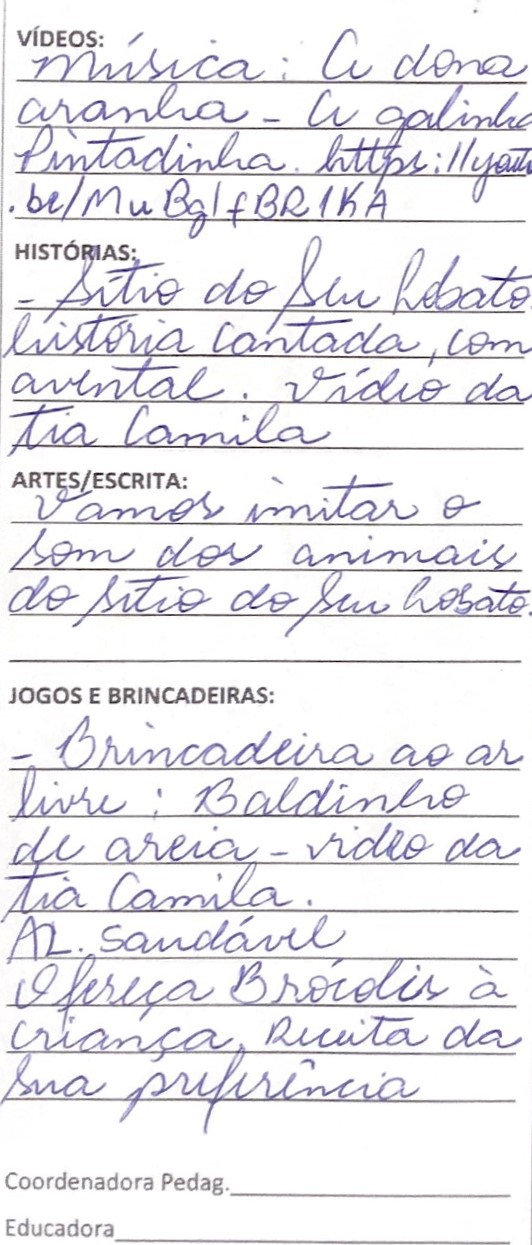 VÍDEOS:
Música: A dona
aranha - A galinha
Pintadinha. https://youtu
.be/MuBg1fBR1KA
HISTÓRIAS:
- Sítio do Seu Lobato
história cantada, com
avental. Vídeo da
tia Camila
ARTES/ESCRITA:
Vamos imitar o
som dos animais
do sítio do Seu Lobato.
JOGOS E BRINCADEIRAS:
- Brincadeira ao ar
livre: Baldinho
de areia - vídeo da
tia Camila.
AL. Saudável
Ofereça Brócolis à
criança. Receita da
sua preferência
Coordenadora Pedag.
Educadora